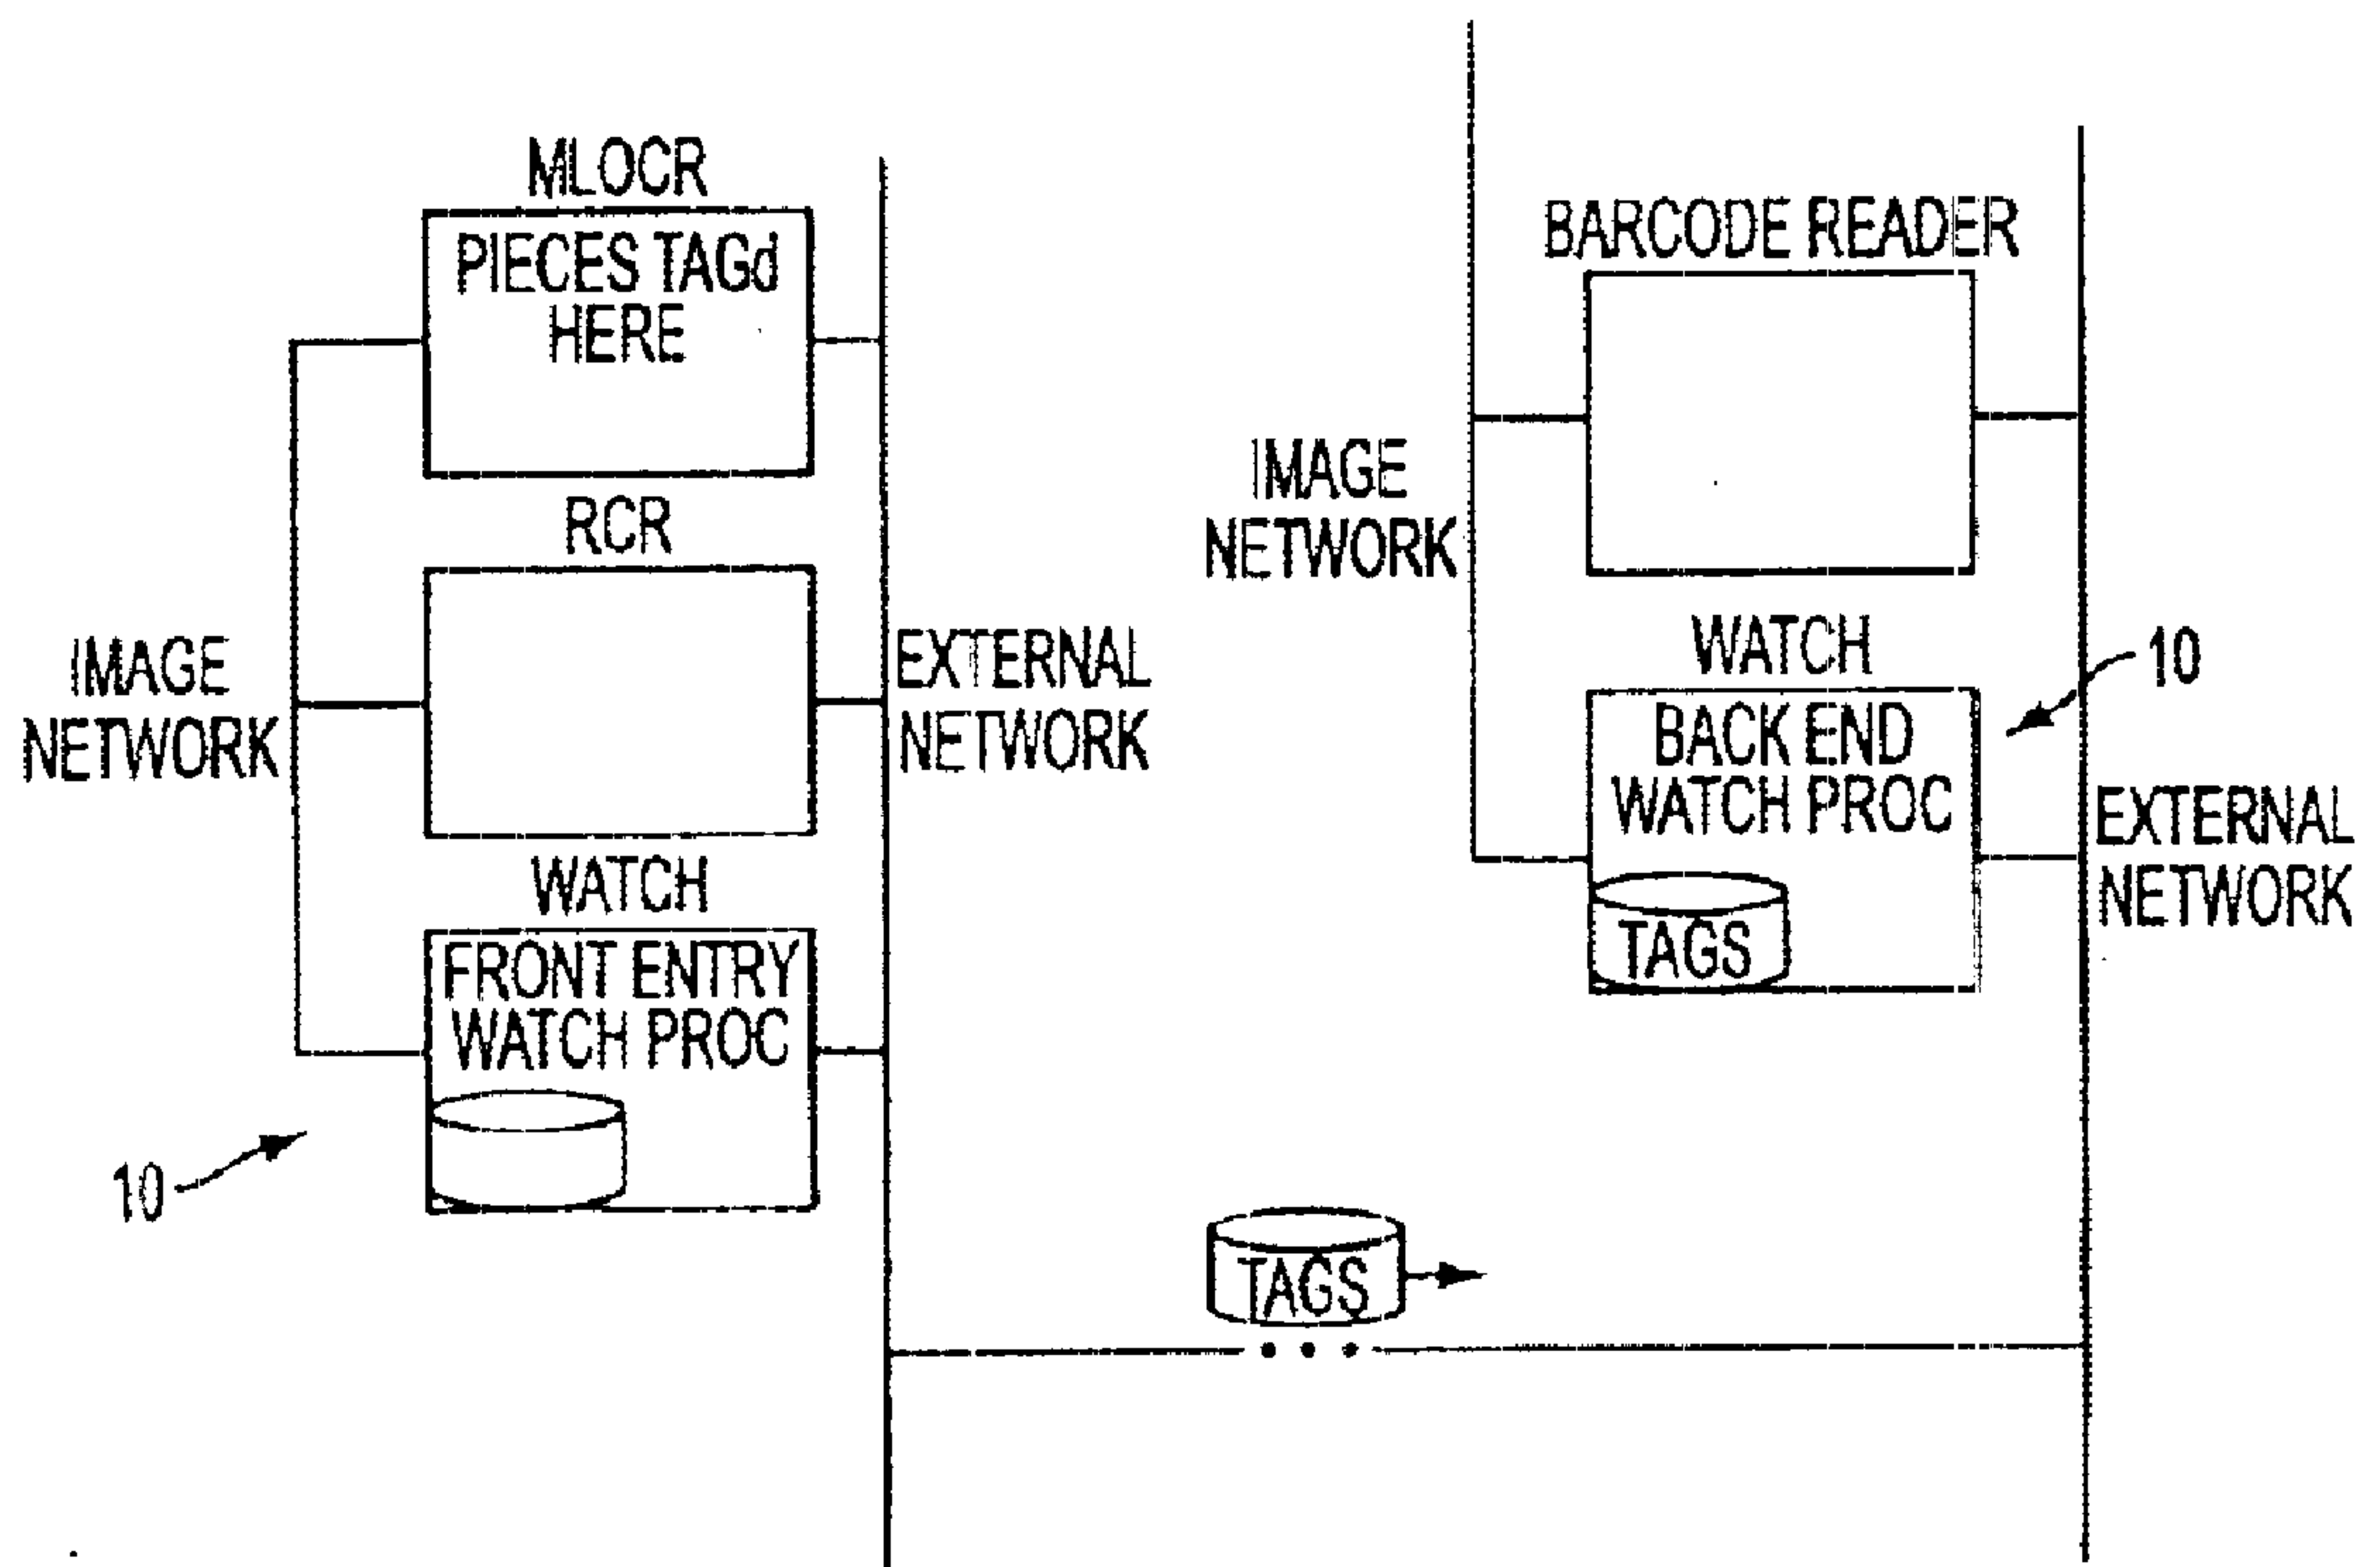 MLOCR
PIECES TAGd
HERE
RCR
IMAGE
NETWORK
EXTERNAL
NETWORK
WATCH
FRONT ENTRY
WATCH PROC
10
BARCODE READER
IMAGE
NETWORK
WATCH
10
BACK END
WATCH PROC
TAGS
EXTERNAL
NETWORK
TAGS